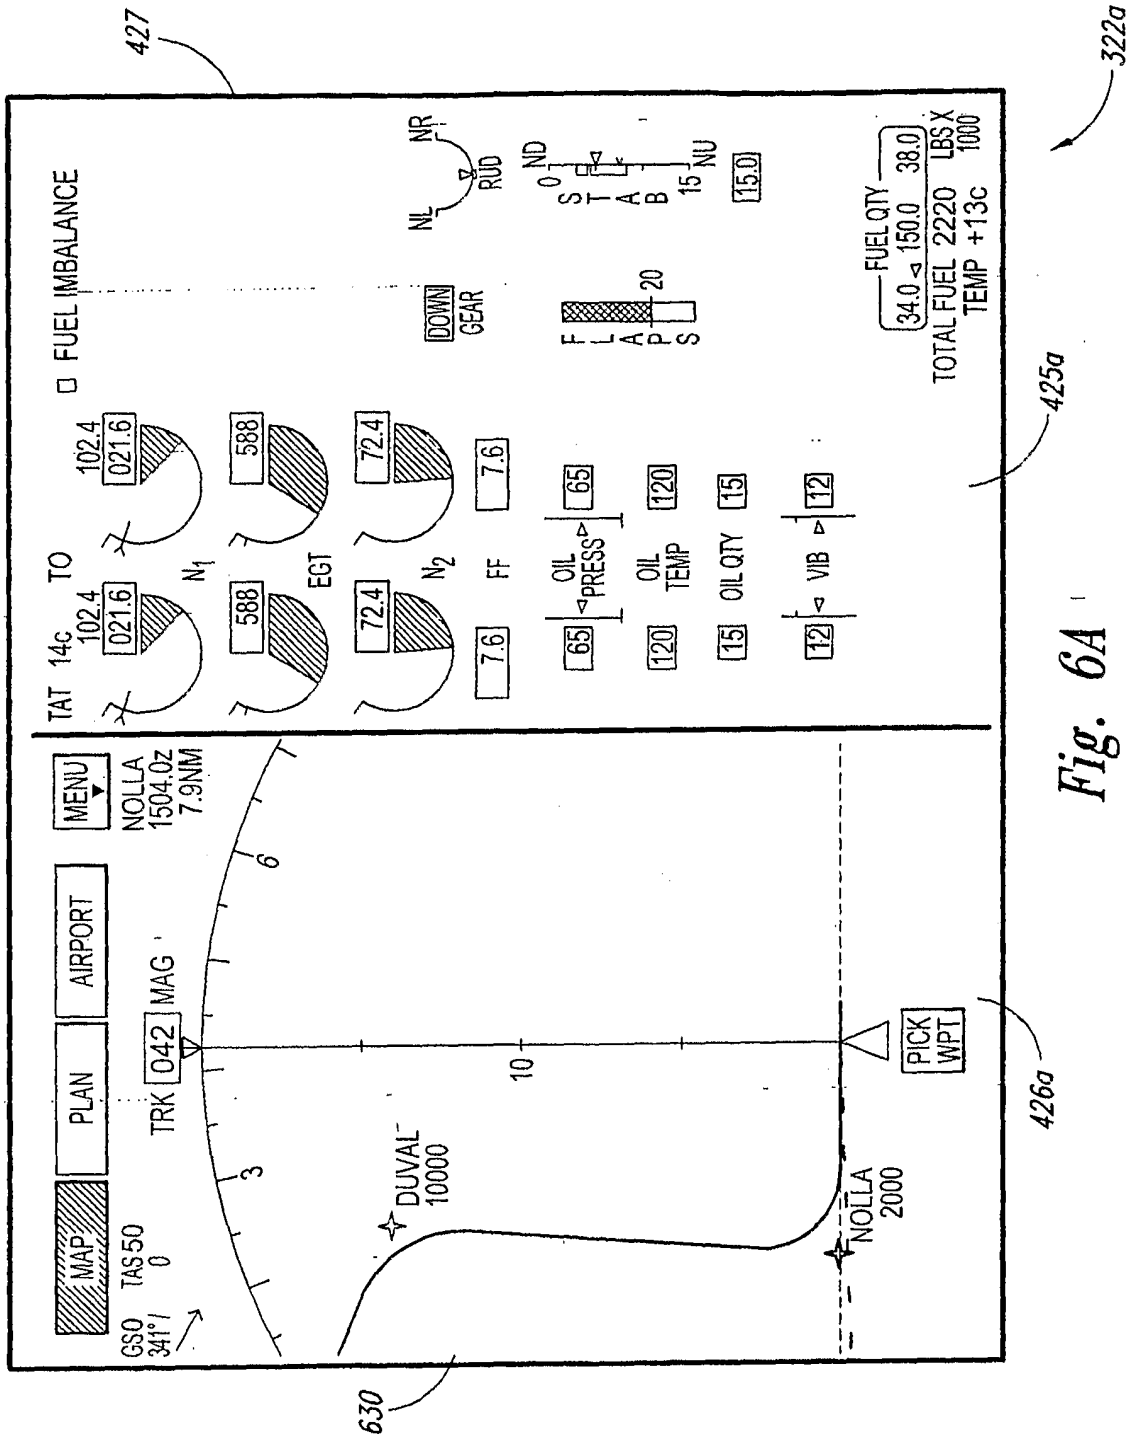 427
MAP
PLAN
AIRPORT
MENU
GS0 TAS50
341°/ 0
TRK 042 MAG
NOLLA
1504.0z
7.9NM
3
6
DUVAL
10000
10
NOLLA
2000
PICK
WPT
TAT 14c TO
102.4 102.4
021.6 021.6
N1
588 588
EGT
72.4 72.4
N2
7.6 FF 7.6
65 OIL PRESS 65
120 OIL TEMP 120
15 OIL QTY 15
12 VIB 12
FUEL IMBALANCE
DOWN
GEAR
NL NR
RUD
FLAPS
20
0 ND
STAB
15 NU
15.0
FUEL QTY
34.0 150.0 38.0
TOTAL FUEL 2220 LBS X
1000
TEMP +13c
630
426a
425a
322a
Fig. 6A